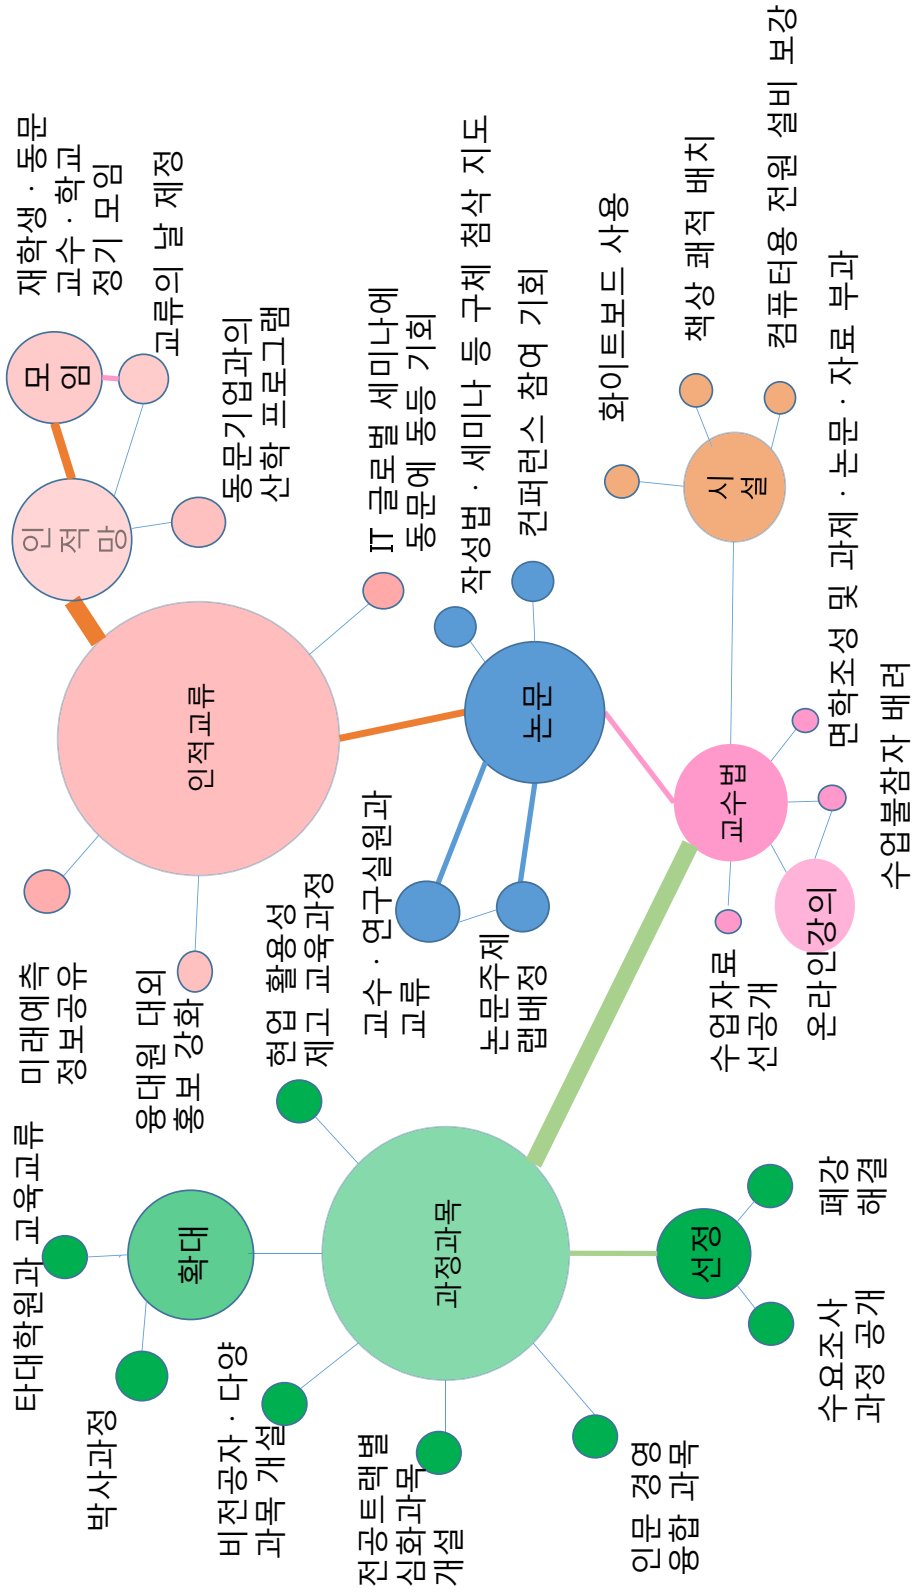 타대학원과 교육교류
박사과정
확대
비전공자 · 다양
과목 개설
전공트랙별
심화과목
개설
인문 경영
융합 과목
과정과목
현업 활용성
제고 교육과정
선정
수요조사
과정 공개
폐강
해결
미래예측
정보공유
융대원 대외
홍보 강화
인적교류
인
적
망
모
임
재학생 · 동문
교수 · 학교
정기 모임
교류의 날 제정
동문기업과의
산학 프로그램
IT 글로벌 세미나에
동문에 동등 기회
논문
교수 · 연구실원과
교류
논문주제
랩배정
작성법 · 세미나 등 구체 첨삭 지도
컨퍼런스 참여 기회
교수법
수업자료
선공개
온라인강의
수업불참자 배려
면학조성 및 과제 · 논문 · 자료 부과
시
설
화이트보드 사용
책상 쾌적 배치
컴퓨터용 전원 설비 보강